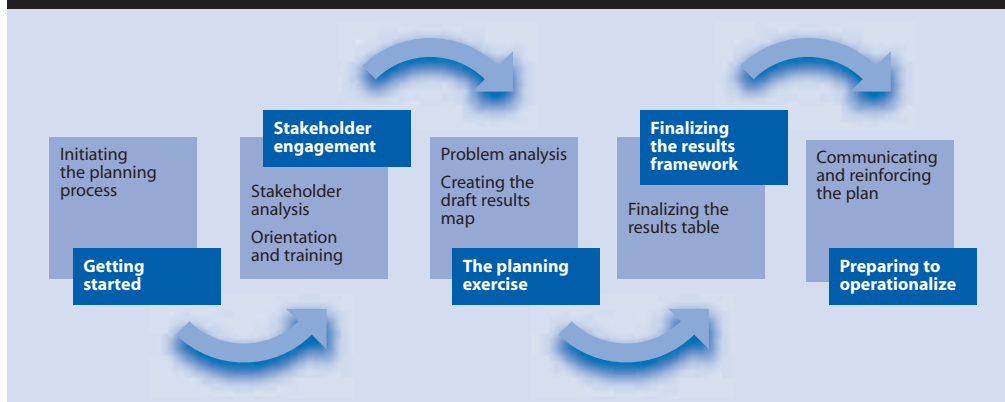 Initiating
the planning
process
Getting
started
Stakeholder
engagement
Stakeholder
analysis
Orientation
and training
Problem analysis
Creating the
draft results
map
The planning
exercise
Finalizing
the results
framework
Finalizing the
results table
Communicating
and reinforcing
the plan
Preparing to
operationalize